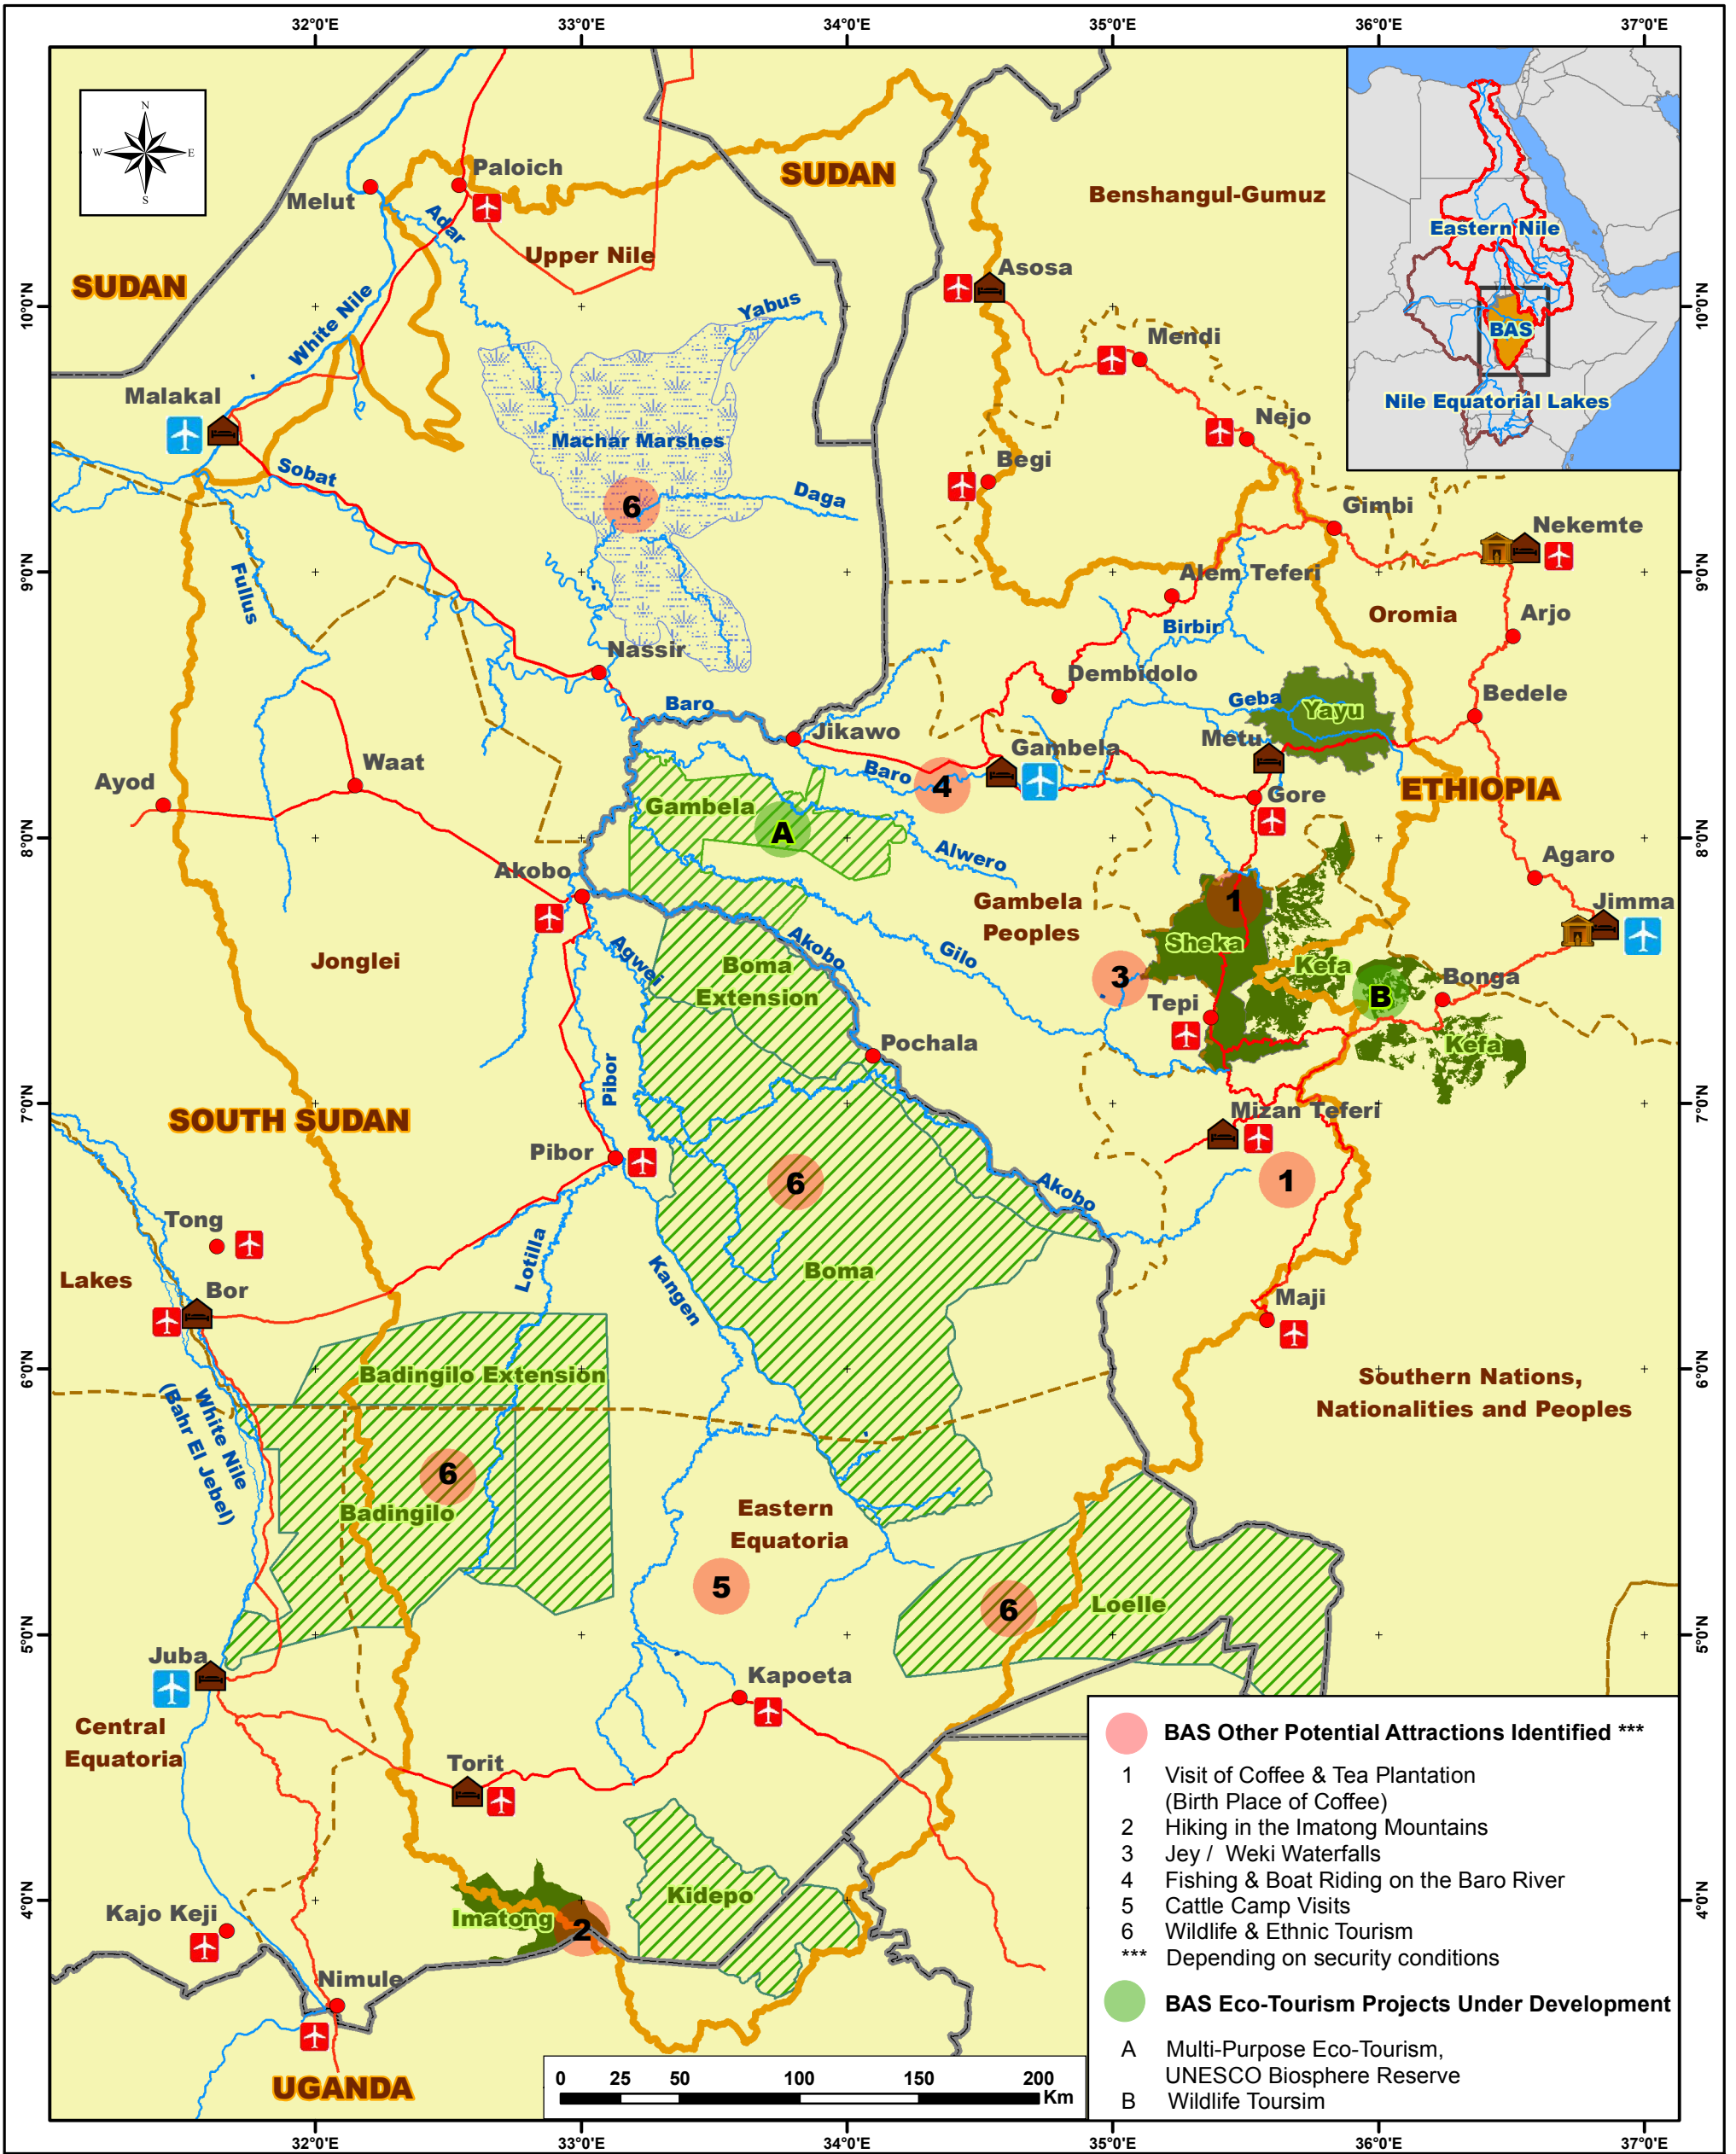 32°0'E 33°0'E 34°0'E 35°0'E 36°0'E 37°0'E
N
W E
S
Eastern Nile
BAS
Nile Equatorial Lakes
SUDAN
Benshangul-Gumuz
Paloich
Melut
Adar
Upper Nile
SUDAN
Asosa
10°0'N
10°0'N
White Nile
Yabus
Mendi
Malakal
Nejo
Machar Marshes
Begi
Sobat
6
Daga
Gimbi
Nekemte
9°0'N
9°0'N
Fullus
Alem Teferi
Oromia
Arjo
Birbir
Nassir
Dembidolo
Bedele
Baro
Geba
Yayu
Jikawo
Gambela
Metu
Waat
Baro
4
ETHIOPIA
Ayod
Gambela
A
Gore
8°0'N
8°0'N
Alwero
Agaro
Akobo
Gambela
Peoples
1
Jimma
Jonglei
Agwei
Akobo
Gilo
Sheka
Boma
Extension
3
Kefa
B
Bonga
Tepi
Pochala
Kefa
Pibor
7°0'N
7°0'N
SOUTH SUDAN
Mizan Teferi
Pibor
6
1
Akobo
Tong
Lotilla
Lakes
Bor
Kangen
Boma
Maji
6°0'N
6°0'N
Badingilo Extension
Southern Nations,
Nationalities and Peoples
White Nile
(Bahr El Jebel)
6
Badingilo
Eastern
Equatoria
5
6
Loelle
5°0'N
5°0'N
Juba
Kapoeta
Central
Equatoria
Torit
4°0'N
4°0'N
Kidepo
Imatong
2
Kajo Keji
Nimule
UGANDA
0 25 50 100 150 200
Km
BAS Other Potential Attractions Identified ***
1 Visit of Coffee & Tea Plantation
(Birth Place of Coffee)
2 Hiking in the Imatong Mountains
3 Jey / Weki Waterfalls
4 Fishing & Boat Riding on the Baro River
5 Cattle Camp Visits
6 Wildlife & Ethnic Tourism
*** Depending on security conditions
BAS Eco-Tourism Projects Under Development
A Multi-Purpose Eco-Tourism,
UNESCO Biosphere Reserve
B Wildlife Toursim
32°0'E 33°0'E 34°0'E 35°0'E 36°0'E 37°0'E